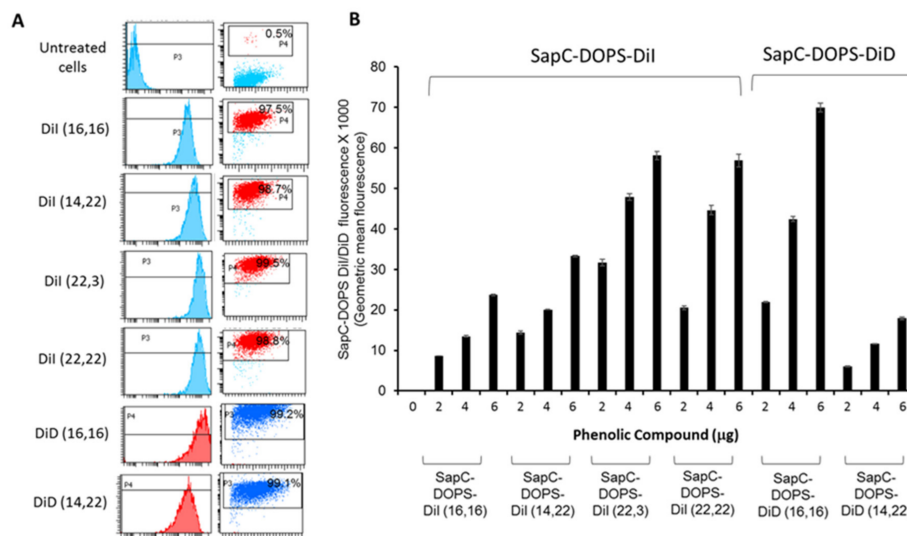 A
Untreated cells
P3
0.5%
P4
DiI (16,16)
P3
97.5%
P4
DiI (14,22)
P3
98.7%
P4
DiI (22,3)
P3
P4
99.5%
DiI (22,22)
P3
P4
98.8%
DiD (16,16)
P4
P3
99.2%
DiD (14,22)
P4
P3
99.1%
B
SapC-DOPS-DiI
SapC-DOPS-DiD
SapC-DOPS DiI/DiD fluorescence X 1000
(Geometric mean flourescence)
80
70
60
50
40
30
20
10
0
0 2 4 6 2 4 6 2 4 6 2 4 6 2 4 6 2 4 6
Phenolic Compound (µg)
SapC-
DOPS-
DiI (16,16)
SapC-
DOPS-
DiI (14,22)
SapC-
DOPS-
DiI (22,3)
SapC-
DOPS-
DiI (22,22)
SapC-
DOPS-
DiD (16,16)
SapC-
DOPS-
DiD (14,22